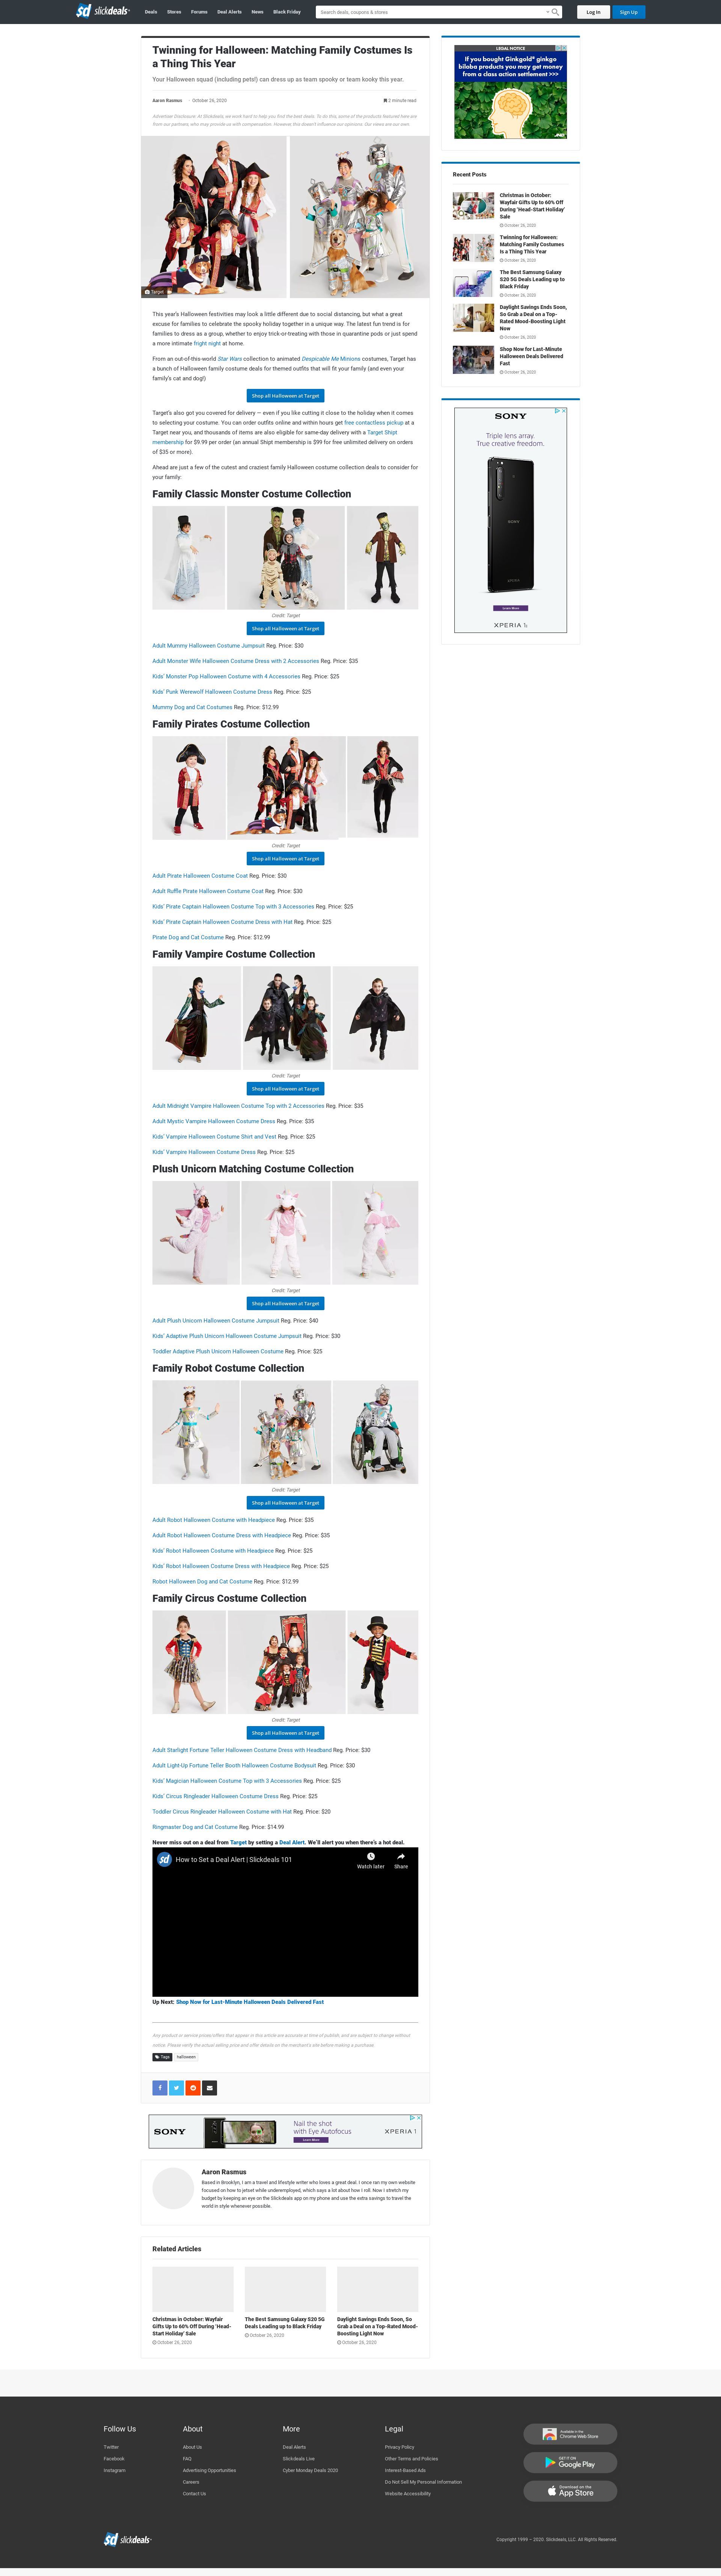 sd slickdeals
Deals Stores Forums Deal Alerts News Black Friday
Search deals, coupons & stores
Log In
Sign Up
Twinning for Halloween: Matching Family Costumes Is
a Thing This Year
Your Halloween squad (including pets!) can dress up as team spooky or team kooky this year.
Aaron Rasmus · October 26, 2020
2 minute read
Advertiser Disclosure: At Slickdeals, we work hard to help you find the best deals. To do this, some of the products featured here are
from our partners, who may provide us with compensation. However, this doesn't influence our opinions. Our views are our own.
Target
This year's Halloween festivities may look a little different due to social distancing, but what a great
excuse for families to celebrate the spooky holiday together in a unique way. The latest fun trend for
families to dress as a group, whether to enjoy trick-or-treating with those in quarantine pods or just spend
a more intimate fright night at home.
From an out-of-this-world Star Wars collection to animated Despicable Me Minions costumes, Target has
a bunch of Halloween family costume deals for themed outfits that will fit your family (and even your
family's cat and dog!)
Shop all Halloween at Target
Target's also got you covered for delivery — even if you like cutting it close to the holiday when it comes
to selecting your costume. You can order outfits online and within hours get free contactless pickup at a
Target near you, and thousands of items are also eligible for same-day delivery with a Target Shipt
membership for $9.99 per order (an annual Shipt membership is $99 for free unlimited delivery on orders
of $35 or more).
Ahead are just a few of the cutest and craziest family Halloween costume collection deals to consider for
your family:
Family Classic Monster Costume Collection
Credit: Target
Shop all Halloween at Target
Adult Mummy Halloween Costume Jumpsuit Reg. Price: $30
Adult Monster Wife Halloween Costume Dress with 2 Accessories Reg. Price: $35
Kids' Monster Pop Halloween Costume with 4 Accessories Reg. Price: $25
Kids' Punk Werewolf Halloween Costume Dress Reg. Price: $25
Mummy Dog and Cat Costumes Reg. Price: $12.99
Family Pirates Costume Collection
Credit: Target
Shop all Halloween at Target
Adult Pirate Halloween Costume Coat Reg. Price: $30
Adult Ruffle Pirate Halloween Costume Coat Reg. Price: $30
Kids' Pirate Captain Halloween Costume Top with 3 Accessories Reg. Price: $25
Kids' Pirate Captain Halloween Costume Dress with Hat Reg. Price: $25
Pirate Dog and Cat Costume Reg. Price: $12.99
Family Vampire Costume Collection
Credit: Target
Shop all Halloween at Target
Adult Midnight Vampire Halloween Costume Top with 2 Accessories Reg. Price: $35
Adult Mystic Vampire Halloween Costume Dress Reg. Price: $35
Kids' Vampire Halloween Costume Shirt and Vest Reg. Price: $25
Kids' Vampire Halloween Costume Dress Reg. Price: $25
Plush Unicorn Matching Costume Collection
Credit: Target
Shop all Halloween at Target
Adult Plush Unicorn Halloween Costume Jumpsuit Reg. Price: $40
Kids' Adaptive Plush Unicorn Halloween Costume Jumpsuit Reg. Price: $30
Toddler Adaptive Plush Unicorn Halloween Costume Reg. Price: $25
Family Robot Costume Collection
Credit: Target
Shop all Halloween at Target
Adult Robot Halloween Costume with Headpiece Reg. Price: $35
Adult Robot Halloween Costume Dress with Headpiece Reg. Price: $35
Kids' Robot Halloween Costume with Headpiece Reg. Price: $25
Kids' Robot Halloween Costume Dress with Headpiece Reg. Price: $25
Robot Halloween Dog and Cat Costume Reg. Price: $12.99
Family Circus Costume Collection
Credit: Target
Shop all Halloween at Target
Adult Starlight Fortune Teller Halloween Costume Dress with Headband Reg. Price: $30
Adult Light-Up Fortune Teller Booth Halloween Costume Bodysuit Reg. Price: $30
Kids' Magician Halloween Costume Top with 3 Accessories Reg. Price: $25
Kids' Circus Ringleader Halloween Costume Dress Reg. Price: $25
Toddler Circus Ringleader Halloween Costume with Hat Reg. Price: $20
Ringmaster Dog and Cat Costume Reg. Price: $14.99
Never miss out on a deal from Target by setting a Deal Alert. We'll alert you when there's a hot deal.
sd How to Set a Deal Alert | Slickdeals 101
Watch later
Share
Up Next: Shop Now for Last-Minute Halloween Deals Delivered Fast
Any product or service prices/offers that appear in this article are accurate at time of publish, and are subject to change without
notice. Please verify the actual selling price and offer details on the merchant's site before making a purchase.
Tags halloween
SONY
Nail the shot
with Eye Autofocus
Learn More
XPERIA 1
Aaron Rasmus
Based in Brooklyn, I am a travel and lifestyle writer who loves a great deal. I once ran my own website
focused on how to jetset while underemployed, which says a lot about how I roll. Now I stretch my
budget by keeping an eye on the Slickdeals app on my phone and use the extra savings to travel the
world in style whenever possible.
Related Articles
Christmas in October: Wayfair
Gifts Up to 60% Off During 'Head-
Start Holiday' Sale
October 26, 2020
The Best Samsung Galaxy S20 5G
Deals Leading up to Black Friday
October 26, 2020
Daylight Savings Ends Soon, So
Grab a Deal on a Top-Rated Mood-
Boosting Light Now
October 26, 2020
LEGAL NOTICE
If you bought Ginkgold® ginkgo
biloba products you may get money
from a class action settlement >>>
Recent Posts
Christmas in October:
Wayfair Gifts Up to 60% Off
During 'Head-Start Holiday'
Sale
October 26, 2020
Twinning for Halloween:
Matching Family Costumes
Is a Thing This Year
October 26, 2020
The Best Samsung Galaxy
S20 5G Deals Leading up to
Black Friday
October 26, 2020
Daylight Savings Ends Soon,
So Grab a Deal on a Top-
Rated Mood-Boosting Light
Now
October 26, 2020
Shop Now for Last-Minute
Halloween Deals Delivered
Fast
October 26, 2020
SONY
Triple lens array.
True creative freedom.
SONY
Learn More
XPERIA 1
Follow Us
Twitter
Facebook
Instagram
About
About Us
FAQ
Advertising Opportunities
Careers
Contact Us
More
Deal Alerts
Slickdeals Live
Cyber Monday Deals 2020
Legal
Privacy Policy
Other Terms and Policies
Interest-Based Ads
Do Not Sell My Personal Information
Website Accessibility
Available in the
Chrome Web Store
GET IT ON
Google Play
Download on the
App Store
sd slickdeals
Copyright 1999 – 2020. Slickdeals, LLC. All Rights Reserved.